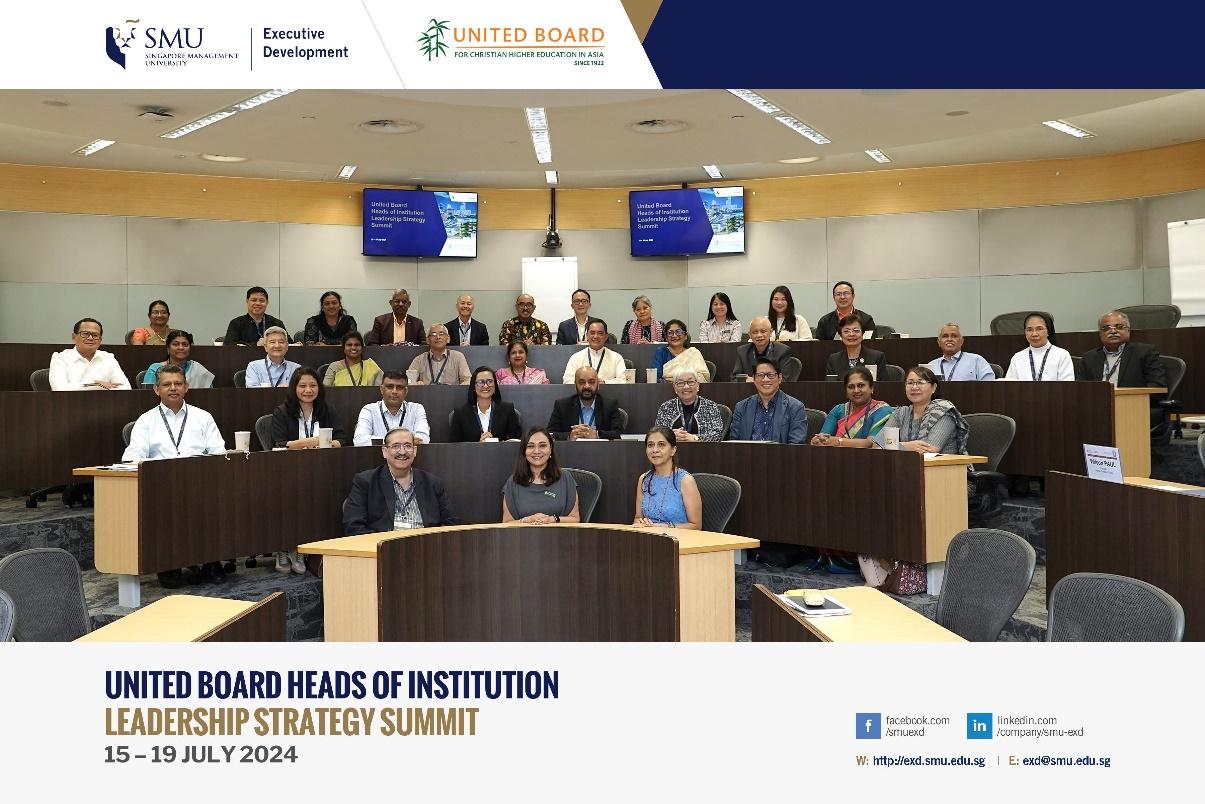 SMU
SINGAPORE MANAGEMENT
UNIVERSITY
Executive
Development
UNITED BOARD
FOR CHRISTIAN HIGHER EDUCATION IN ASIA
SINCE 1922
United Board
Heads of Institution
Leadership Strategy
Summit
United Board
Heads of Institution
Leadership Strategy
Summit
PAUL
UNITED BOARD HEADS OF INSTITUTION
LEADERSHIP STRATEGY SUMMIT
15 – 19 JULY 2024
facebook.com
/smuexd
linkedin.com
/company/smu-exd
W: http://exd.smu.edu.sg | E: exd@smu.edu.sg